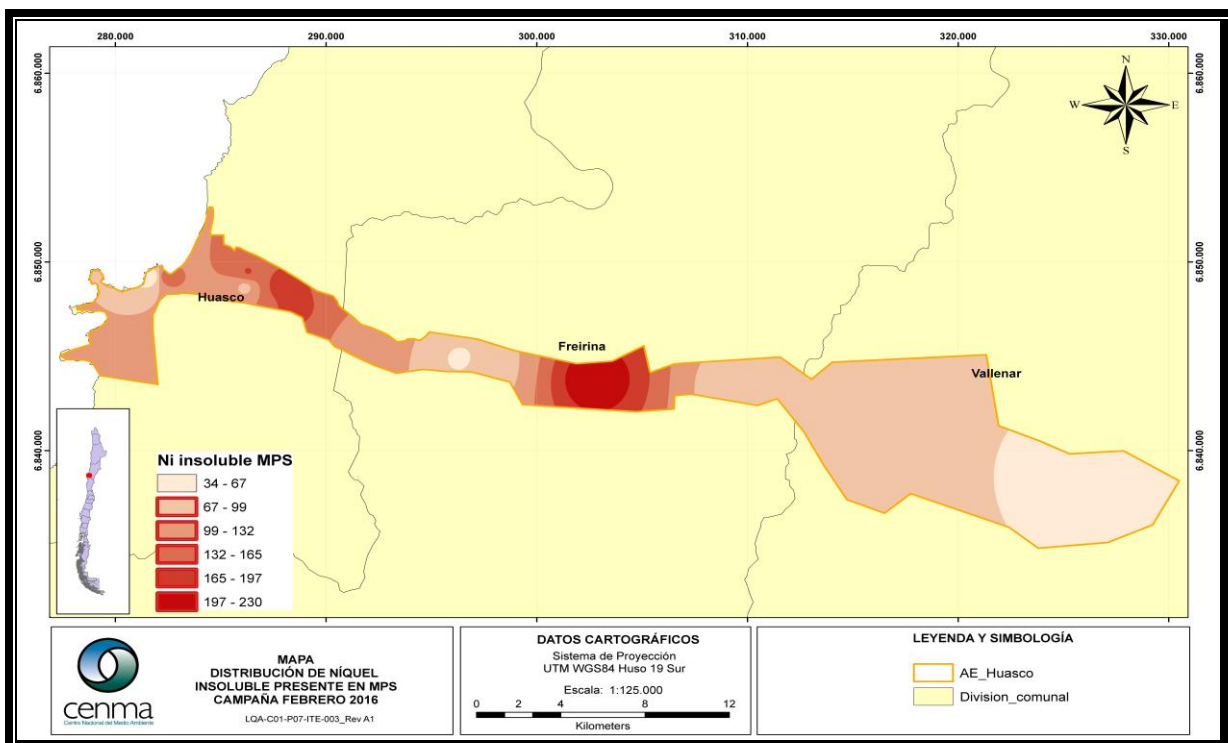 280.000
290.000
300.000
310.000
320.000
330.000
6.860.000
6.860.000
N
W
E
S
6.850.000
6.850.000
Huasco
Freirina
Vallenar
6.840.000
6.840.000
Ni insoluble MPS
34 - 67
67 - 99
99 - 132
132 - 165
165 - 197
197 - 230
cenma
Centro Nacional del Medio Ambiente
MAPA
DISTRIBUCIÓN DE NÍQUEL
INSOLUBLE PRESENTE EN MPS
CAMPAÑA FEBRERO 2016
LQA-C01-P07-ITE-003_Rev A1
DATOS CARTOGRÁFICOS
Sistema de Proyección
UTM WGS84 Huso 19 Sur
Escala: 1:125.000
0 2 4 8 12
Kilometers
LEYENDA Y SIMBOLOGÍA
AE_Huasco
Division_comunal